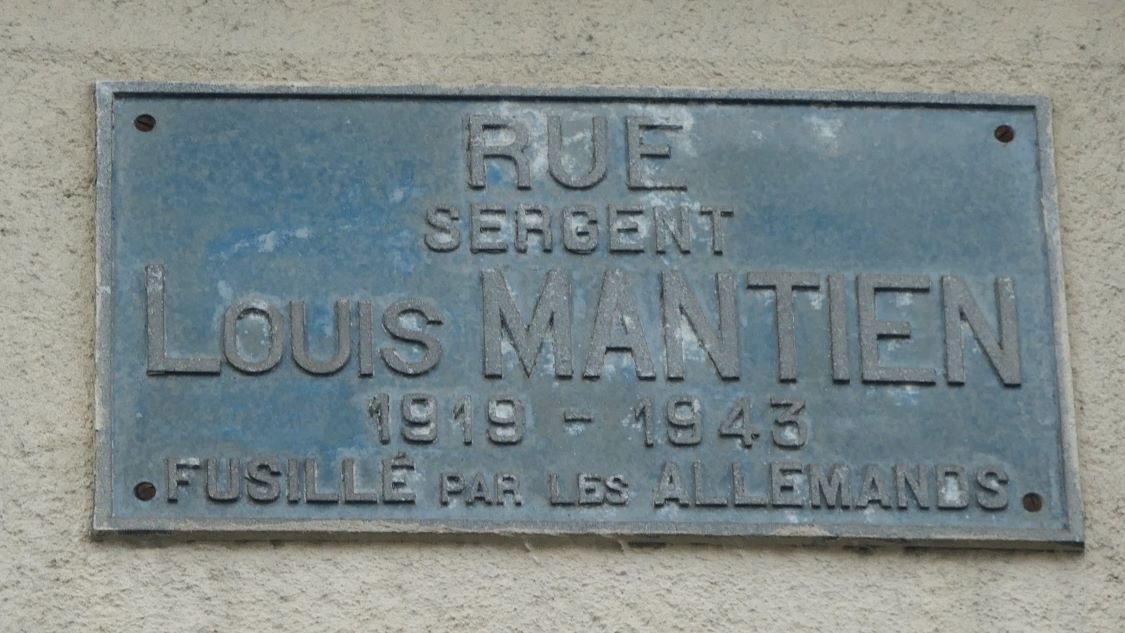 RUE
SERGENT
LOUIS MANTIEN
1919 - 1943
FUSILLÉ PAR LES ALLEMANDS